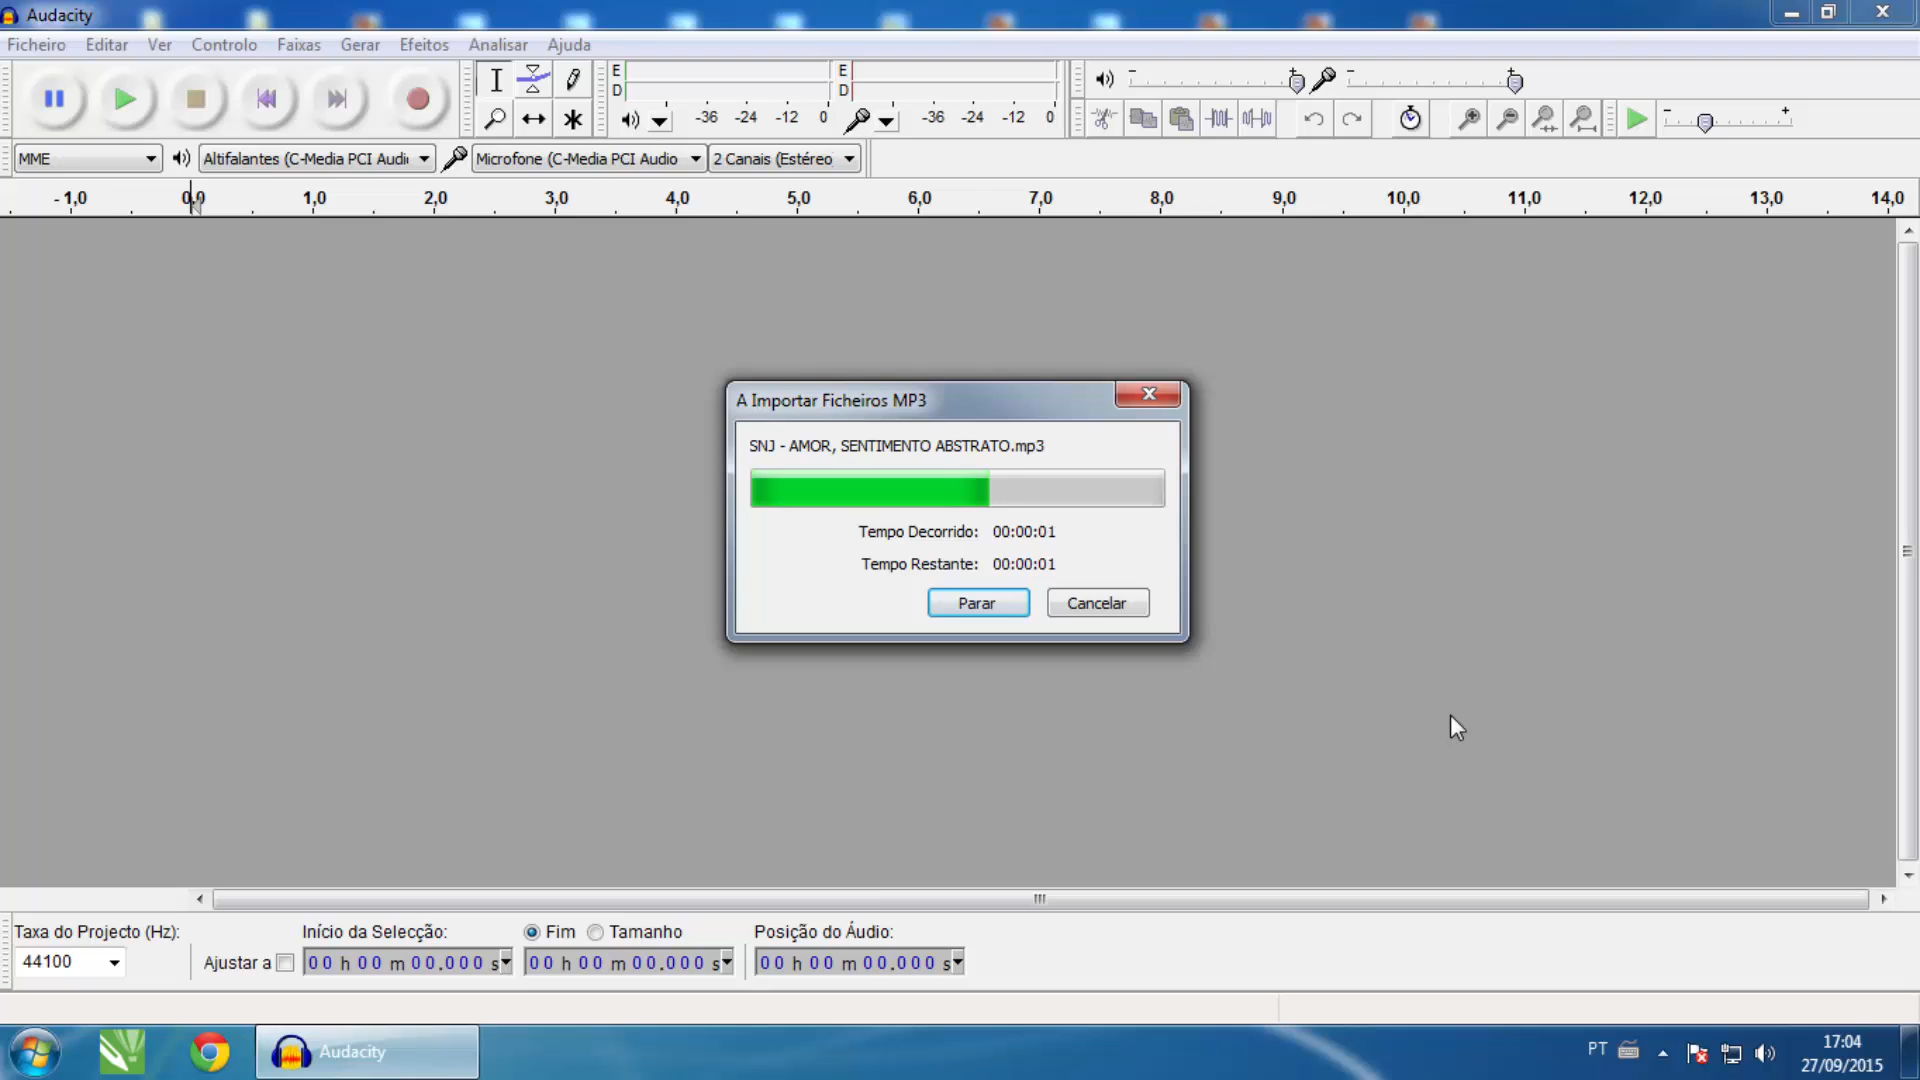 Audacity
Ficheiro Editar Ver Controlo Faixas Gerar Efeitos Analisar Ajuda
E
D
-36 -24 -12 0
E
D
-36 -24 -12 0
MME
Altifalantes (C-Media PCI Audi
Microfone (C-Media PCI Audio
2 Canais (Estéreo
- 1,0 0,0 1,0 2,0 3,0 4,0 5,0 6,0 7,0 8,0 9,0 10,0 11,0 12,0 13,0 14,0
A Importar Ficheiros MP3
SNJ - AMOR, SENTIMENTO ABSTRATO.mp3
Tempo Decorrido: 00:00:01
Tempo Restante: 00:00:01
Parar Cancelar
Taxa do Projecto (Hz): Início da Selecção: Fim Tamanho Posição do Áudio:
44100 Ajustar a 00 h 00 m 00.000 s 00 h 00 m 00.000 s 00 h 00 m 00.000 s
Audacity
PT
17:04
27/09/2015